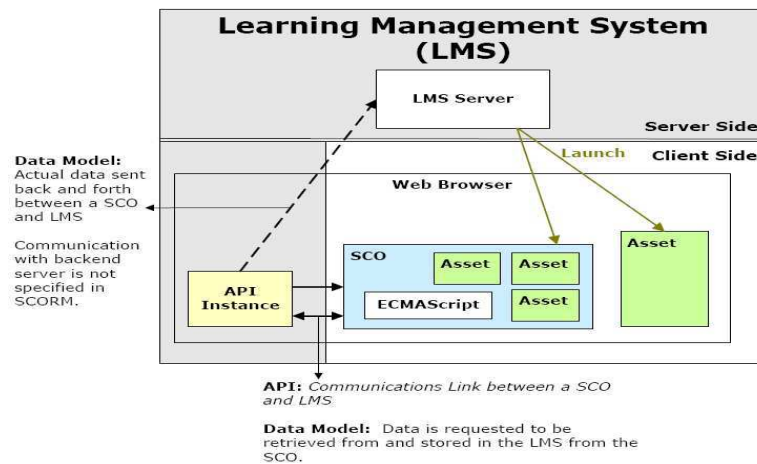 Learning Management System
(LMS)
LMS Server
Server Side
Data Model:
Actual data sent
back and forth
between a SCO
and LMS
Communication
with backend
server is not
specified in
SCORM.
Launch
Client Side
Web Browser
API
Instance
SCO
Asset
Asset
ECMAScript
Asset
Asset
API: Communications Link between a SCO
and LMS
Data Model: Data is requested to be
retrieved from and stored in the LMS from the
SCO.